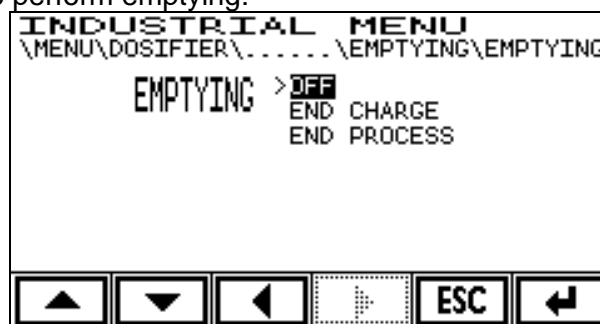 perform emptying.
INDUSTRIAL MENU
\MENU\DOSIFIER\......\EMPTYING\EMPTYING
EMPTYING >OFF
END CHARGE
END PROCESS
ESC